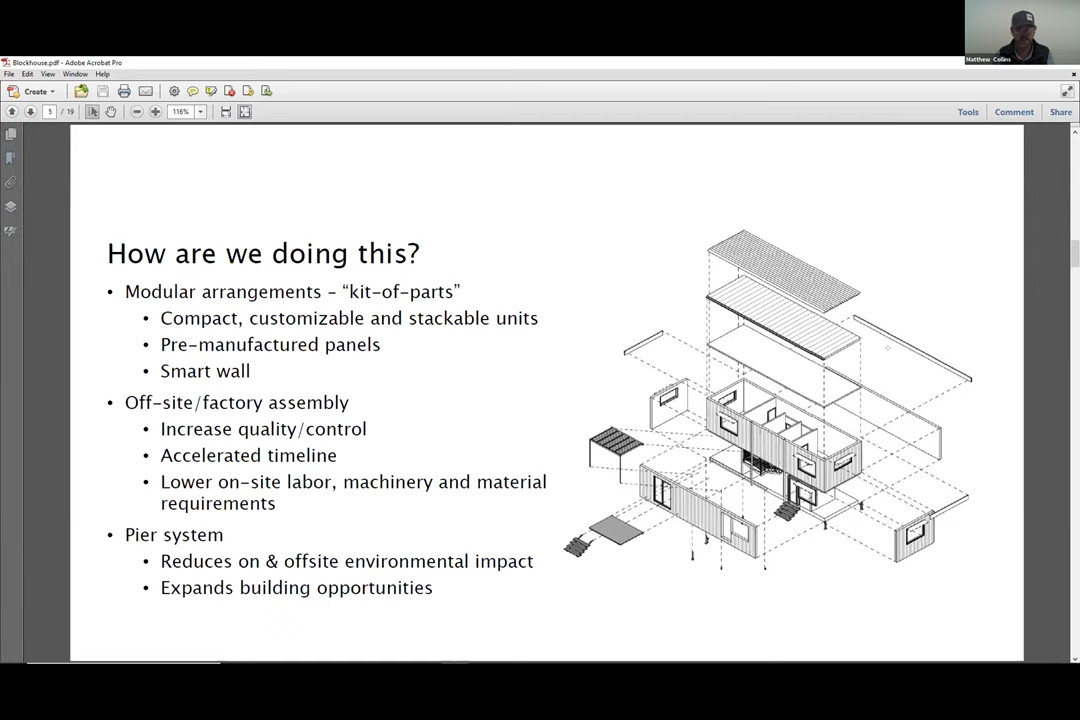 Matthew Collins
Blockhouse.pdf - Adobe Acrobat Pro
File Edit View Window Help
Create
5 / 19
116%
Tools Comment Share
How are we doing this?
• Modular arrangements – “kit-of-parts”
• Compact, customizable and stackable units
• Pre-manufactured panels
• Smart wall
• Off-site/factory assembly
• Increase quality/control
• Accelerated timeline
• Lower on-site labor, machinery and material
requirements
• Pier system
• Reduces on & offsite environmental impact
• Expands building opportunities